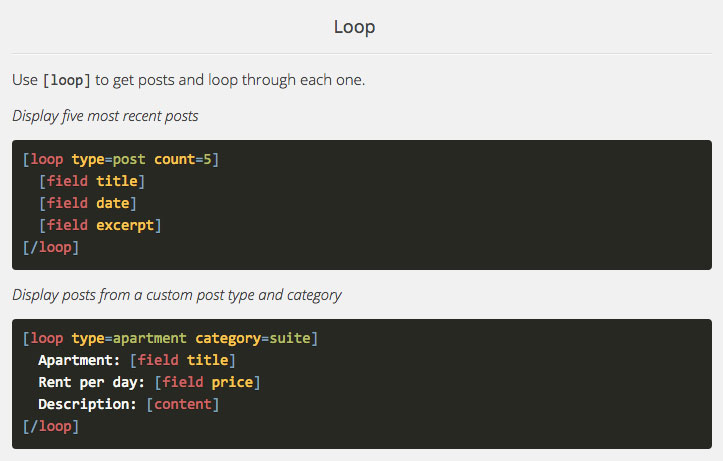 Loop
Use [loop] to get posts and loop through each one.
Display five most recent posts
[loop type=post count=5]
[field title]
[field date]
[field excerpt]
[/loop]
Display posts from a custom post type and category
[loop type=apartment category=suite]
Apartment: [field title]
Rent per day: [field price]
Description: [content]
[/loop]